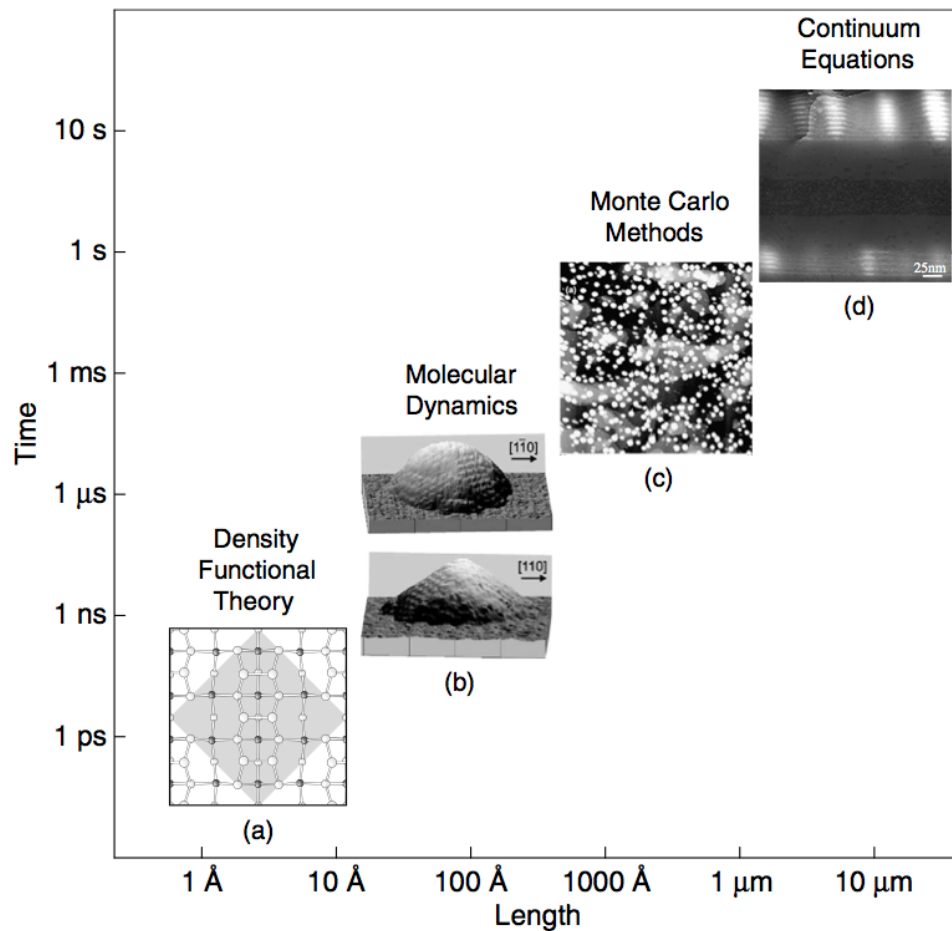 Continuum
Equations
10 s
25nm
Monte Carlo
Methods
1 s
(d)
1 ms
Molecular
Dynamics
[11̄0]
(c)
Time
1 μs
Density
Functional
Theory
[110]
1 ns
(b)
1 ps
(a)
1 Å 10 Å 100 Å 1000 Å 1 μm 10 μm
Length